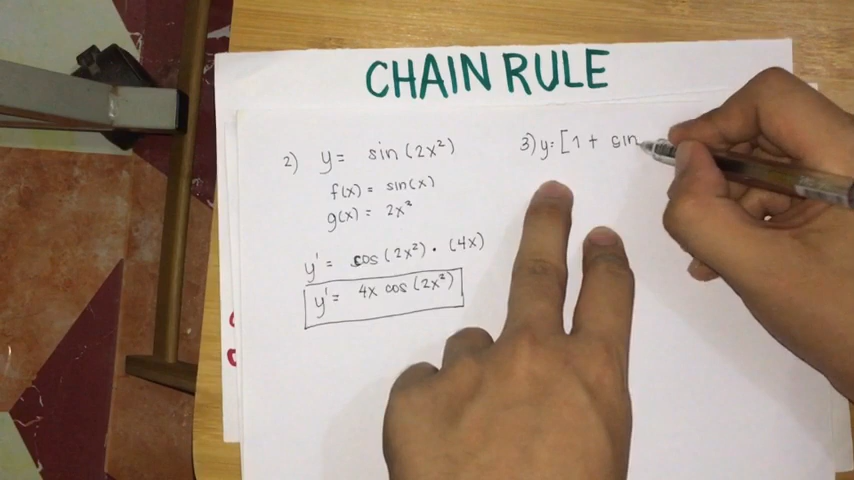 CHAIN RULE
2) y = sin (2x²)
f(x) = sin(x)
g(x) = 2x²
y' = cos (2x²) · (4x)
y' = 4x cos (2x²)
3) y = [1 + sin